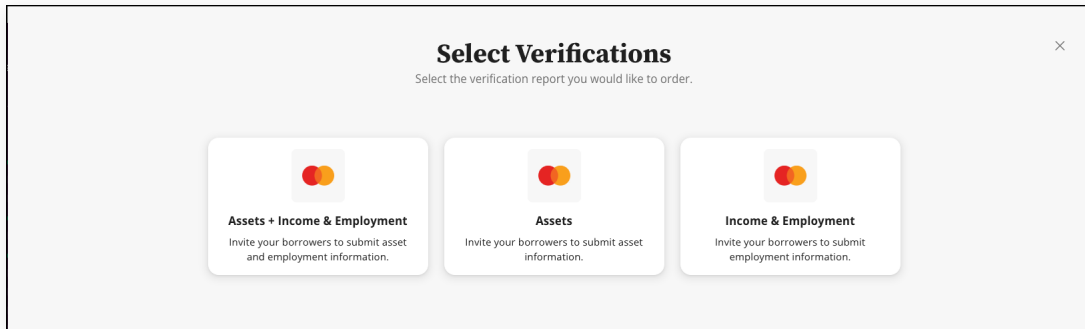 Select Verifications
Select the verification report you would like to order.
Assets + Income & Employment
Invite your borrowers to submit asset
and employment information.
Assets
Invite your borrowers to submit asset
information.
Income & Employment
Invite your borrowers to submit
employment information.